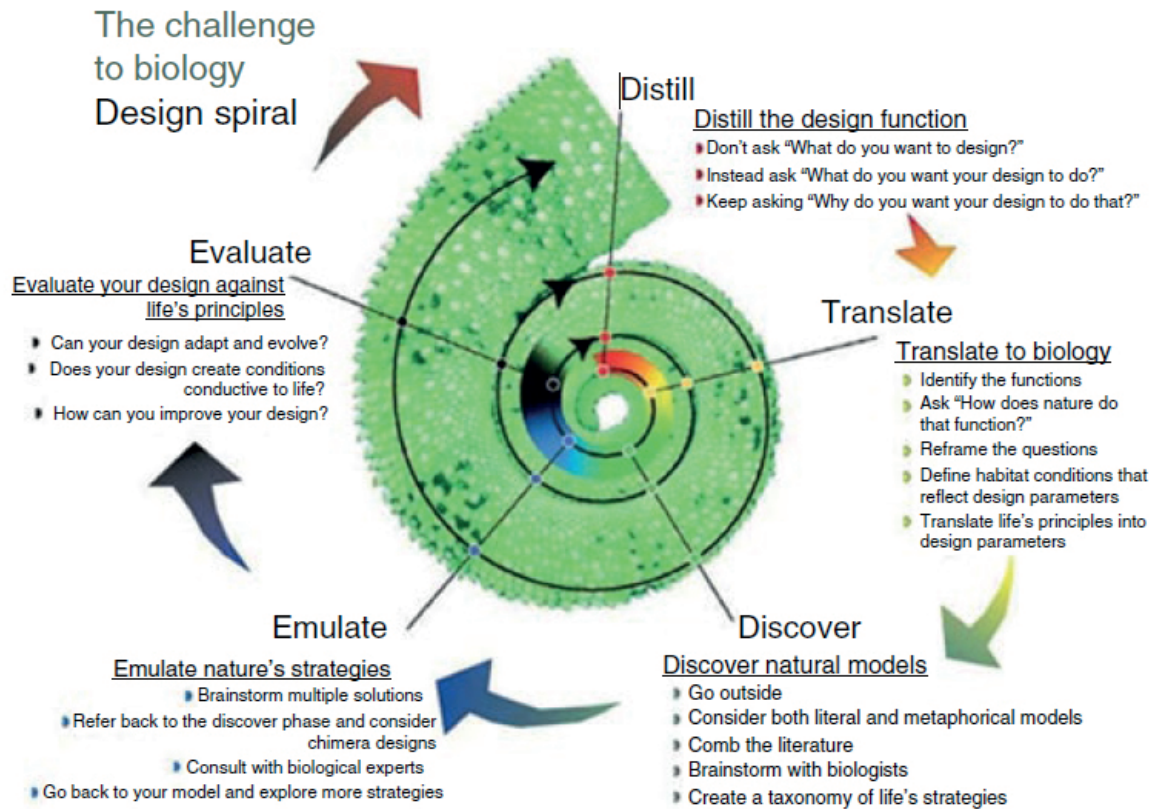 The challenge
to biology
Design spiral
Distill
Distill the design function
Don't ask “What do you want to design?”
Instead ask “What do you want your design to do?”
Keep asking “Why do you want your design to do that?”
Translate
Translate to biology
Identify the functions
Ask “How does nature do
that function?”
Reframe the questions
Define habitat conditions that
reflect design parameters
Translate life's principles into
design parameters
Discover
Discover natural models
Go outside
Consider both literal and metaphorical models
Comb the literature
Brainstorm with biologists
Create a taxonomy of life's strategies
Emulate
Emulate nature's strategies
Brainstorm multiple solutions
Refer back to the discover phase and consider
chimera designs
Consult with biological experts
Go back to your model and explore more strategies
Evaluate
Evaluate your design against
life's principles
Can your design adapt and evolve?
Does your design create conditions
conductive to life?
How can you improve your design?